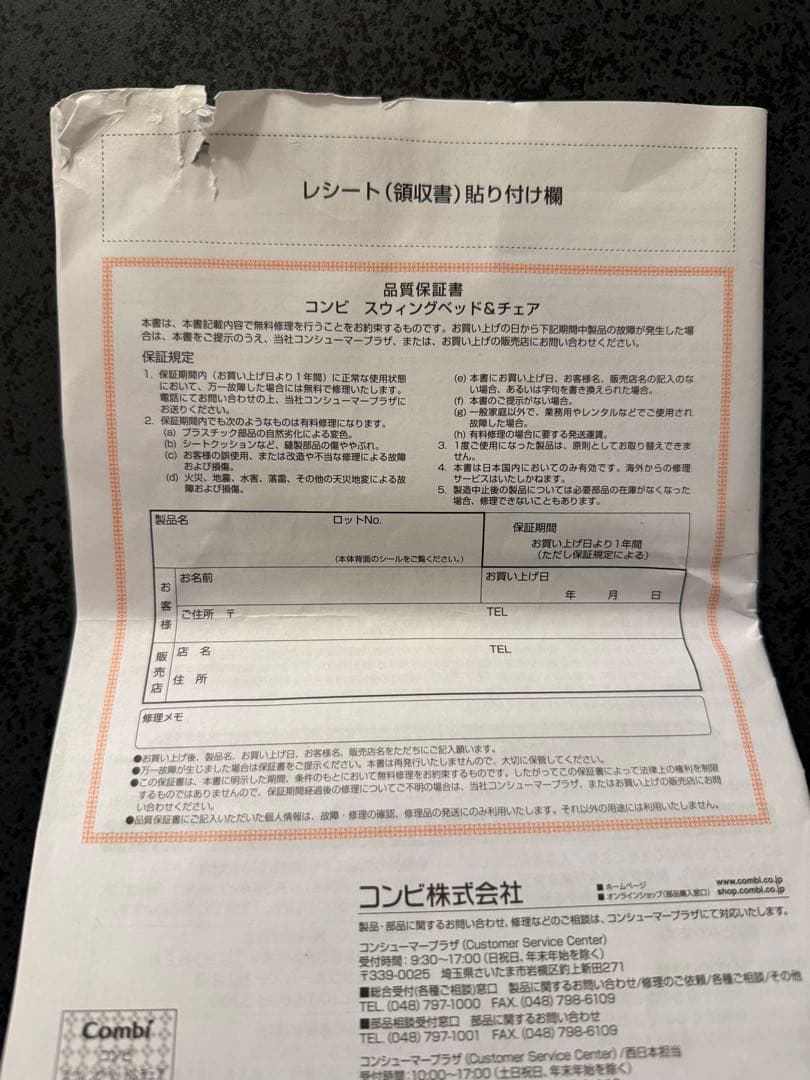 レシート(領収書)貼り付け欄
品質保証書
コンビ スウィングベッド&チェア
本書は、本書記載内容で無料修理を行うことをお約束するものです。お買い上げの日から下記期間中製品の故障が発生した場
合は、本書をご提示のうえ、当社コンシューマープラザ、または、お買い上げの販売店にお問い合わせください。
保証規定
1. 保証期間内(お買い上げ日より1年間)に正常な使用状態
において、万一故障した場合には無料で修理いたします。
電話にてお問い合わせの上、当社コンシューマープラザに
お送りください。
2. 保証期間内でも次のようなものは有料修理になります。
(a) プラスチック部品の自然劣化による変色。
(b) シートクッションなど、縫製部品の傷ややぶれ。
(c) お客様の誤使用、または改造や不当な修理による故障
および損傷。
(d) 火災、地震、水害、落雷、その他の天災地変による故
障および損傷。
(e) 本書にお買い上げ日、お客様名、販売店名の記入のな
い場合、あるいは字句を書き換えられた場合。
(f) 本書のご提示がない場合。
(g) 一般家庭以外で、業務用やレンタルなどでご使用され
故障した場合。
(h) 有料修理の場合に要する発送運賃。
3. 1度ご使用になった製品は、原則としてお取り替えできま
せん。
4. 本書は日本国内においてのみ有効です。海外からの修理
サービスはいたしかねます。
5. 製造中止後の製品については必要部品の在庫がなくなった
場合、修理できないこともあります。
製品名
ロットNo.
(本体背面のシールをご覧ください。)
保証期間
お買い上げ日より1年間
(ただし保証規定による)
お客様
お名前
お買い上げ日
年 月 日
ご住所 〒
TEL
販売店
店 名
TEL
住 所
修理メモ
●お買い上げ後、製品名、お買い上げ日、お客様名、販売店名をただちにご記入願います。
●万一故障が生じました場合は保証書をご提示ください。本書は再発行いたしませんので、大切に保管してください。
●この保証書は、本書に明示した期間、条件のもとにおいて無料修理をお約束するものです。したがってこの保証書によって法律上の権利を制限
するものではありませんので、保証期間経過後の修理についてご不明の場合は、当社コンシューマープラザ、またはお買い上げの販売店にお問
い合わせください。
●品質保証書にご記入いただいた個人情報は、故障・修理の確認、修理品の発送にのみ利用いたします。それ以外の用途には利用いたしません。
コンビ株式会社
■ホームページ www.combi.co.jp
■オンラインショップ(部品購入窓口) shop.combi.co.jp
製品・部品に関するお問い合わせ、修理などのご相談は、コンシューマープラザにて対応いたします。
コンシューマープラザ(Customer Service Center)
受付時間:9:30〜17:00(日祝日、年末年始を除く)
〒339-0025 埼玉県さいたま市岩槻区釣上新田271
■総合受付(各種ご相談)窓口 製品に関するお問い合わせ/修理のご依頼/各種ご相談/その他
TEL.(048)797-1000 FAX.(048)798-6109
■部品相談受付窓口 部品に関するお問い合わせ
TEL.(048)797-1001 FAX.(048)798-6109
コンシューマープラザ(Customer Service Center)/西日本担当
受付時間:10:00〜17:00(土日祝日、年末年始を除く)
Combi
コンビ